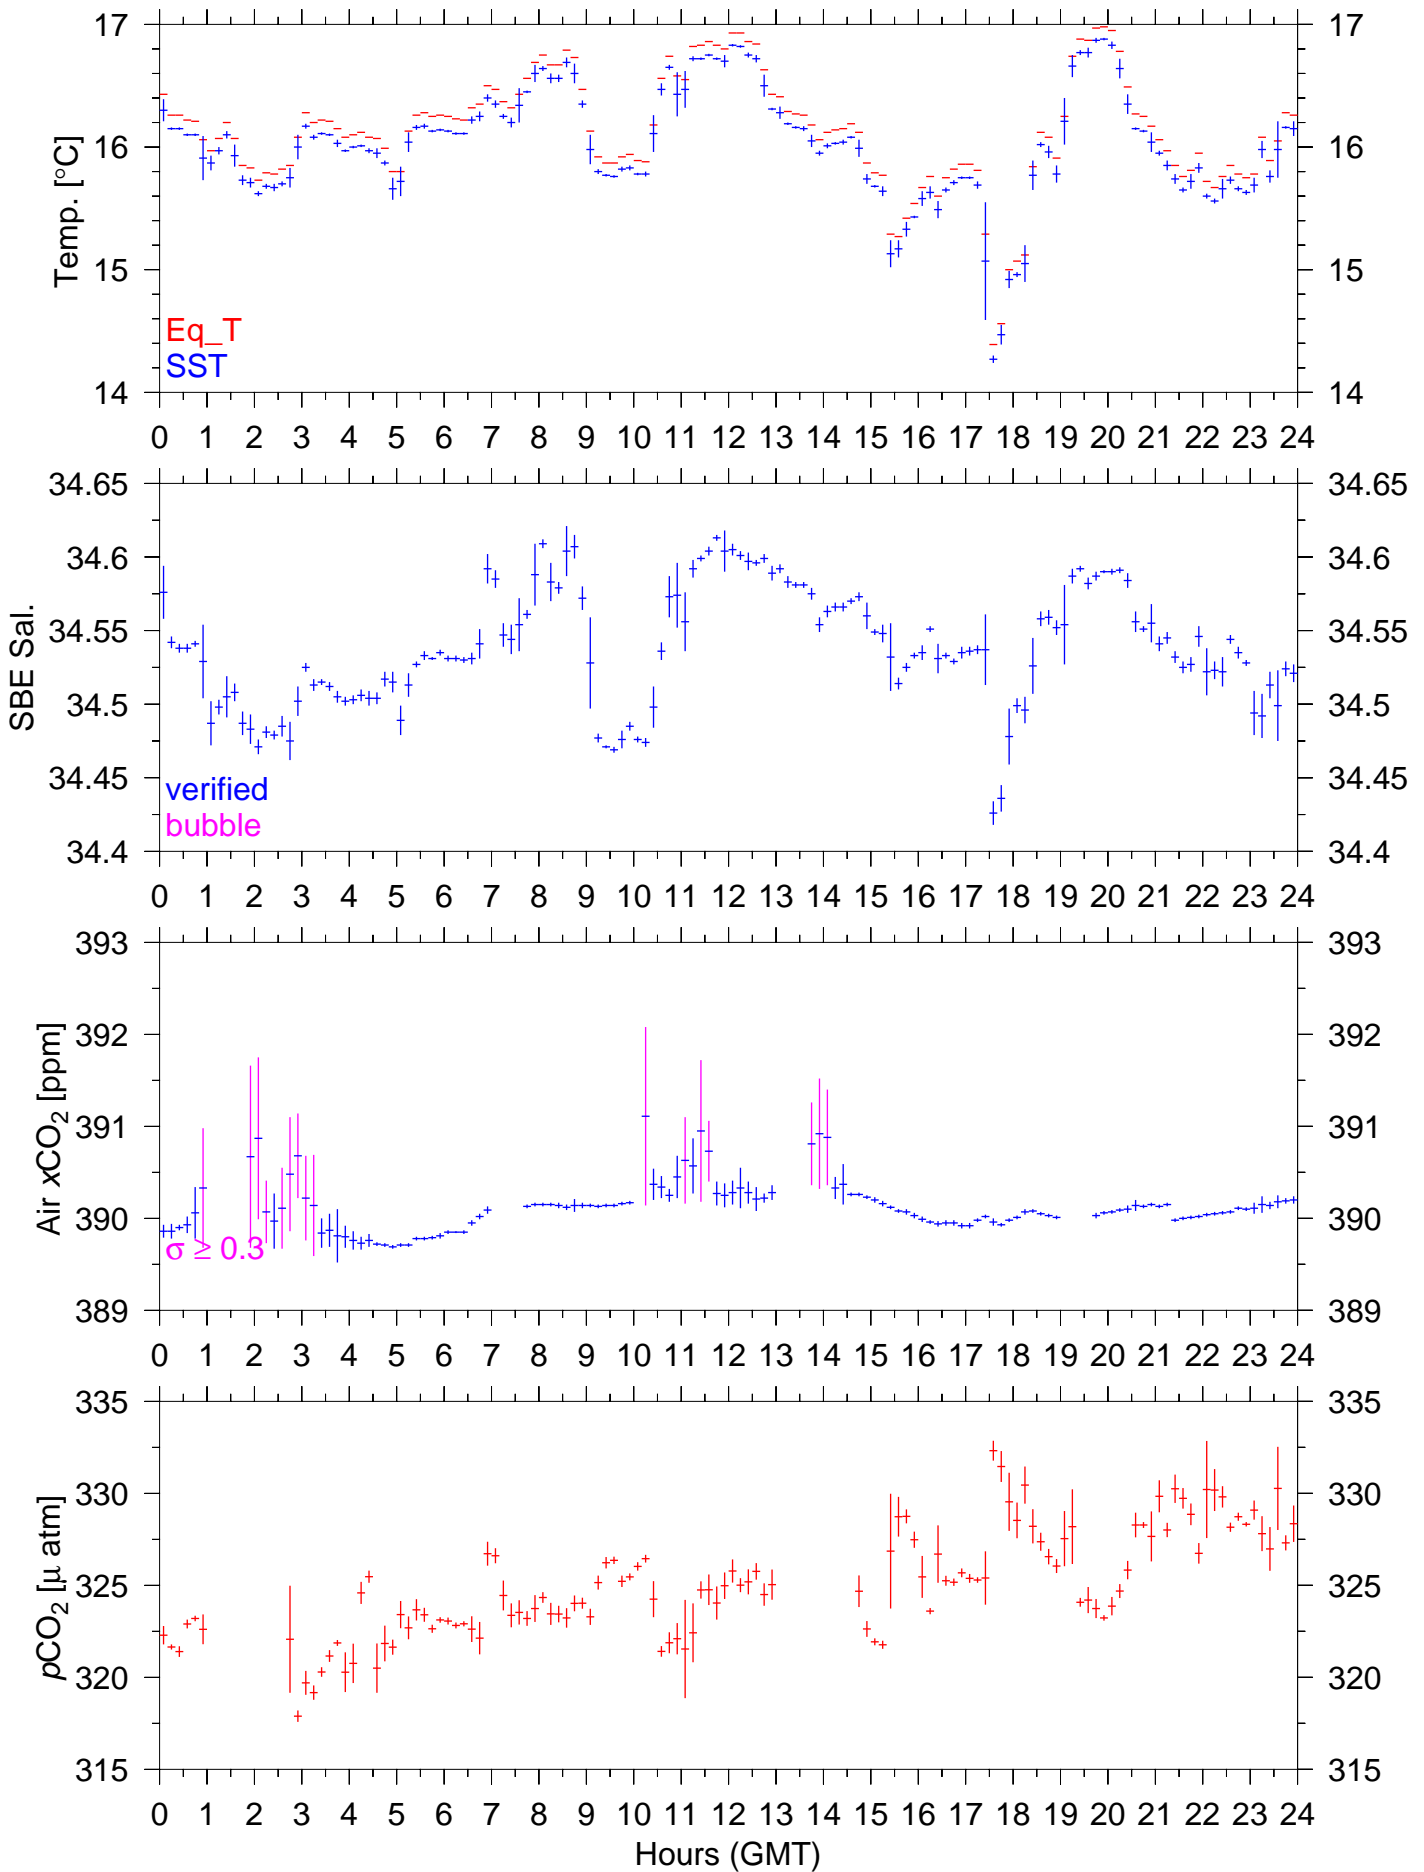 17 17
16 16
15 15
14 14
Temp. [°C]
Eq_T
SST
0 1 2 3 4 5 6 7 8 9 10 11 12 13 14 15 16 17 18 19 20 21 22 23 24
34.65 34.65
34.6 34.6
34.55 34.55
34.5 34.5
34.45 34.45
34.4 34.4
SBE Sal.
verified
bubble
0 1 2 3 4 5 6 7 8 9 10 11 12 13 14 15 16 17 18 19 20 21 22 23 24
393 393
392 392
391 391
390 390
389 389
Air xCO₂ [ppm]
σ ≥ 0.3
0 1 2 3 4 5 6 7 8 9 10 11 12 13 14 15 16 17 18 19 20 21 22 23 24
335 335
330 330
325 325
320 320
315 315
pCO₂ [μ atm]
0 1 2 3 4 5 6 7 8 9 10 11 12 13 14 15 16 17 18 19 20 21 22 23 24
Hours (GMT)